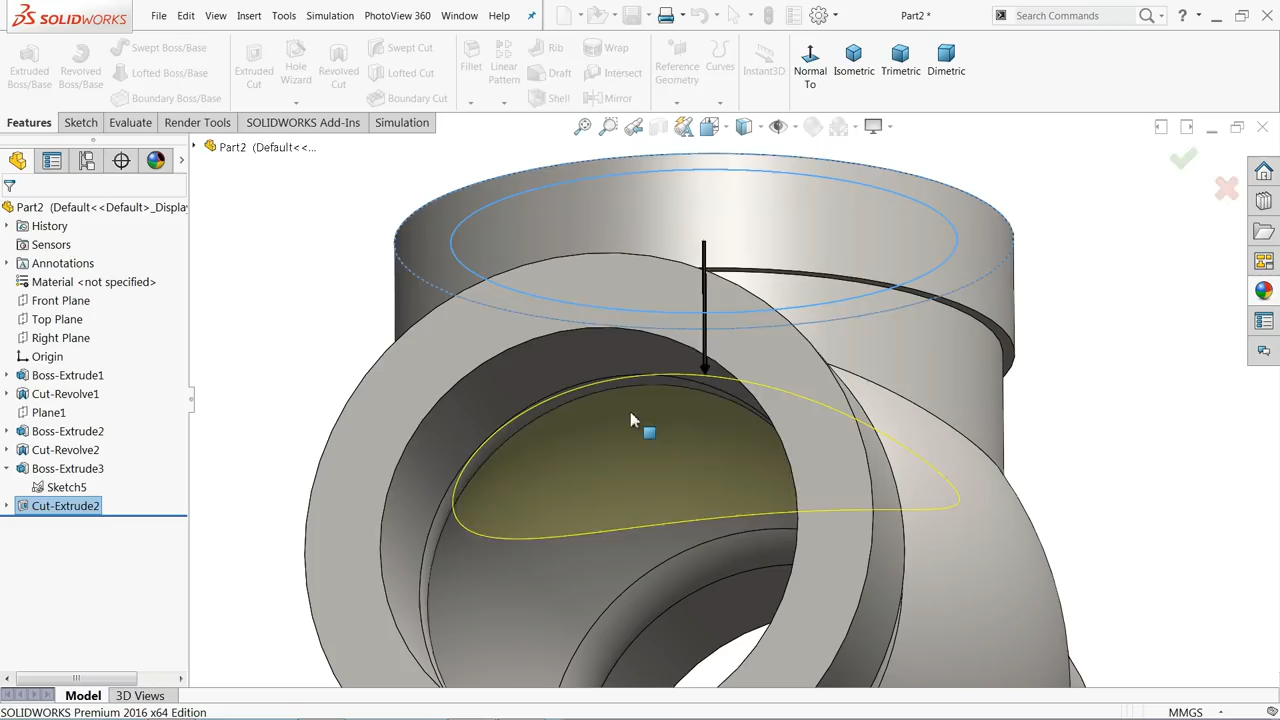 DS SOLIDWORKS
File Edit View Insert Tools Simulation PhotoView 360 Window Help
Part2 *
Search Commands
?
Extruded Boss/Base
Revolved Boss/Base
Swept Boss/Base
Lofted Boss/Base
Boundary Boss/Base
Extruded Cut
Hole Wizard
Revolved Cut
Swept Cut
Lofted Cut
Boundary Cut
Fillet
Linear Pattern
Rib
Draft
Shell
Wrap
Intersect
Mirror
Reference Geometry
Curves
Instant3D
Normal To
Isometric
Trimetric
Dimetric
Features Sketch Evaluate Render Tools SOLIDWORKS Add-Ins Simulation
Part2 (Default<<...
Part2 (Default<<Default>_Display
History
Sensors
Annotations
Material <not specified>
Front Plane
Top Plane
Right Plane
Origin
Boss-Extrude1
Cut-Revolve1
Plane1
Boss-Extrude2
Cut-Revolve2
Boss-Extrude3
Sketch5
Cut-Extrude2
Model 3D Views
SOLIDWORKS Premium 2016 x64 Edition
MMGS